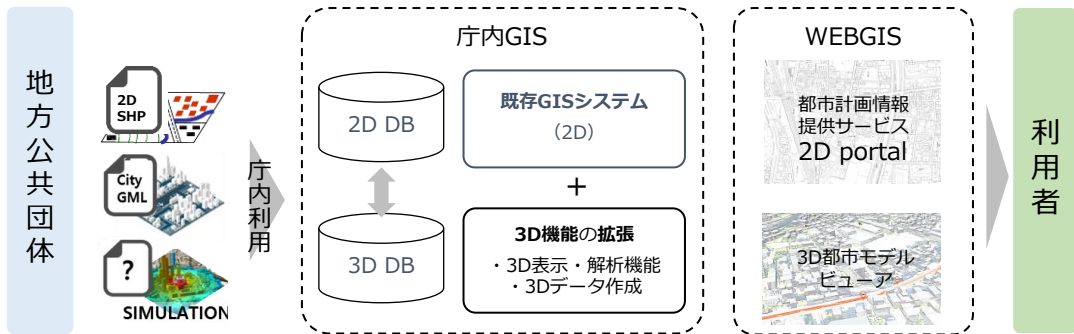 地方公共団体
2D
SHP
City
GML
?
SIMULATION
庁内利用
庁内GIS
2D DB
3D DB
既存GISシステム
（2D）
+
3D機能の拡張
・3D表示・解析機能
・3Dデータ作成
WEBGIS
都市計画情報
提供サービス
2D portal
3D都市モデル
ビューア
利用者